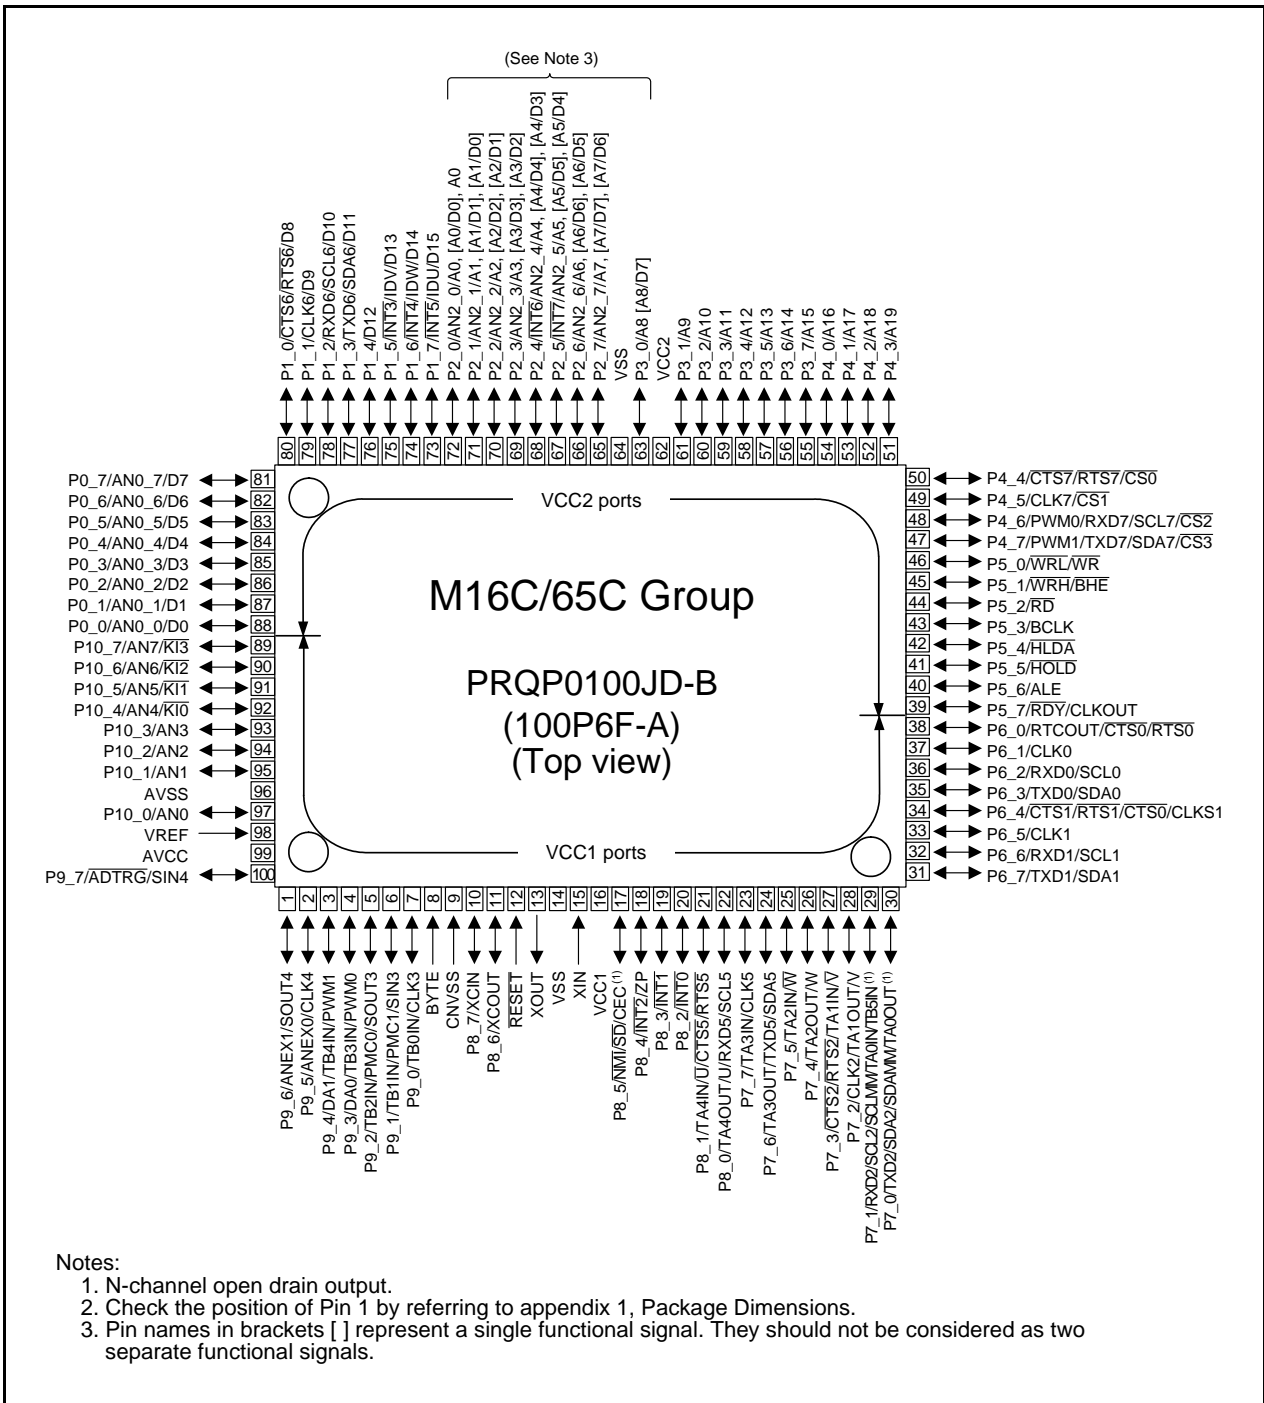 (See Note 3)
P1_0/CTS6/RTS6/D8
P1_1/CLK6/D9
P1_2/RXD6/SCL6/D10
P1_3/TXD6/SDA6/D11
P1_4/D12
P1_5/INT3/IDV/D13
P1_6/INT4/IDW/D14
P1_7/INT5/IDU/D15
P2_0/AN2_0/A0, [A0/D0], A0
P2_1/AN2_1/A1, [A1/D1], [A1/D0]
P2_2/AN2_2/A2, [A2/D2], [A2/D1]
P2_3/AN2_3/A3, [A3/D3], [A3/D2]
P2_4/INT6/AN2_4/A4, [A4/D4], [A4/D3]
P2_5/INT7/AN2_5/A5, [A5/D5], [A5/D4]
P2_6/AN2_6/A6, [A6/D6], [A6/D5]
P2_7/AN2_7/A7, [A7/D7], [A7/D6]
VSS
P3_0/A8 [A8/D7]
VCC2
P3_1/A9
P3_2/A10
P3_3/A11
P3_4/A12
P3_5/A13
P3_6/A14
P3_7/A15
P4_0/A16
P4_1/A17
P4_2/A18
P4_3/A19
80 79 78 77 76 75 74 73 72 71 70 69 68 67 66 65 64 63 62 61 60 59 58 57 56 55 54 53 52 51
P0_7/AN0_7/D7 81
P0_6/AN0_6/D6 82
P0_5/AN0_5/D5 83
P0_4/AN0_4/D4 84
P0_3/AN0_3/D3 85
P0_2/AN0_2/D2 86
P0_1/AN0_1/D1 87
P0_0/AN0_0/D0 88
P10_7/AN7/KI3 89
P10_6/AN6/KI2 90
P10_5/AN5/KI1 91
P10_4/AN4/KI0 92
P10_3/AN3 93
P10_2/AN2 94
P10_1/AN1 95
AVSS 96
P10_0/AN0 97
VREF 98
AVCC 99
P9_7/ADTRG/SIN4 100
VCC2 ports
M16C/65C Group
PRQP0100JD-B
(100P6F-A)
(Top view)
VCC1 ports
50 P4_4/CTS7/RTS7/CS0
49 P4_5/CLK7/CS1
48 P4_6/PWM0/RXD7/SCL7/CS2
47 P4_7/PWM1/TXD7/SDA7/CS3
46 P5_0/WRL/WR
45 P5_1/WRH/BHE
44 P5_2/RD
43 P5_3/BCLK
42 P5_4/HLDA
41 P5_5/HOLD
40 P5_6/ALE
39 P5_7/RDY/CLKOUT
38 P6_0/RTCOUT/CTS0/RTS0
37 P6_1/CLK0
36 P6_2/RXD0/SCL0
35 P6_3/TXD0/SDA0
34 P6_4/CTS1/RTS1/CTS0/CLKS1
33 P6_5/CLK1
32 P6_6/RXD1/SCL1
31 P6_7/TXD1/SDA1
1 2 3 4 5 6 7 8 9 10 11 12 13 14 15 16 17 18 19 20 21 22 23 24 25 26 27 28 29 30
P9_6/ANEX1/SOUT4
P9_5/ANEX0/CLK4
P9_4/DA1/TB4IN/PWM1
P9_3/DA0/TB3IN/PWM0
P9_2/TB2IN/PMC0/SOUT3
P9_1/TB1IN/PMC1/SIN3
P9_0/TB0IN/CLK3
BYTE
CNVSS
P8_7/XCIN
P8_6/XCOUT
RESET
XOUT
VSS
XIN
VCC1
P8_5/NMI/SD/CEC (1)
P8_4/INT2/ZP
P8_3/INT1
P8_2/INT0
P8_1/TA4IN/U/CTS5/RTS5
P8_0/TA4OUT/U/RXD5/SCL5
P7_7/TA3IN/CLK5
P7_6/TA3OUT/TXD5/SDA5
P7_5/TA2IN/W
P7_4/TA2OUT/W
P7_3/CTS2/RTS2/TA1IN/V
P7_2/CLK2/TA1OUT/V
P7_1/RXD2/SCL2/SCLMM/TA0IN/TB5IN (1)
P7_0/TXD2/SDA2/SDAMM/TA0OUT (1)
Notes:
1. N-channel open drain output.
2. Check the position of Pin 1 by referring to appendix 1, Package Dimensions.
3. Pin names in brackets [ ] represent a single functional signal. They should not be considered as two
separate functional signals.